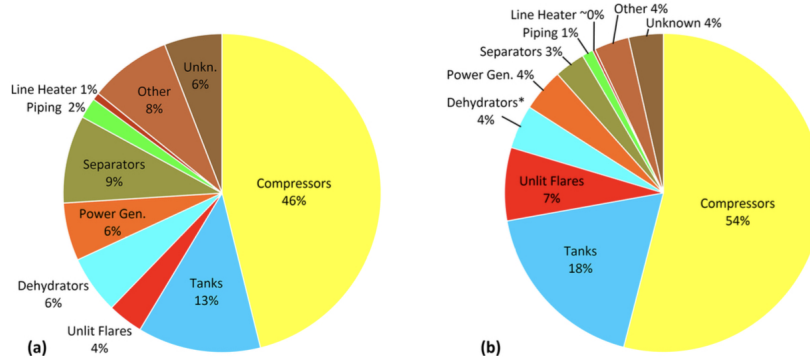 Compressors
46%
Tanks
13%
Unlit Flares
4%
Dehydrators
6%
Power Gen.
6%
Separators
9%
Piping 2%
Line Heater 1%
Other
8%
Unkn.
6%
(a)
Compressors
54%
Tanks
18%
Unlit Flares
7%
Dehydrators*
4%
Power Gen. 4%
Separators 3%
Piping 1%
Line Heater ~0%
Other 4%
Unknown 4%
(b)